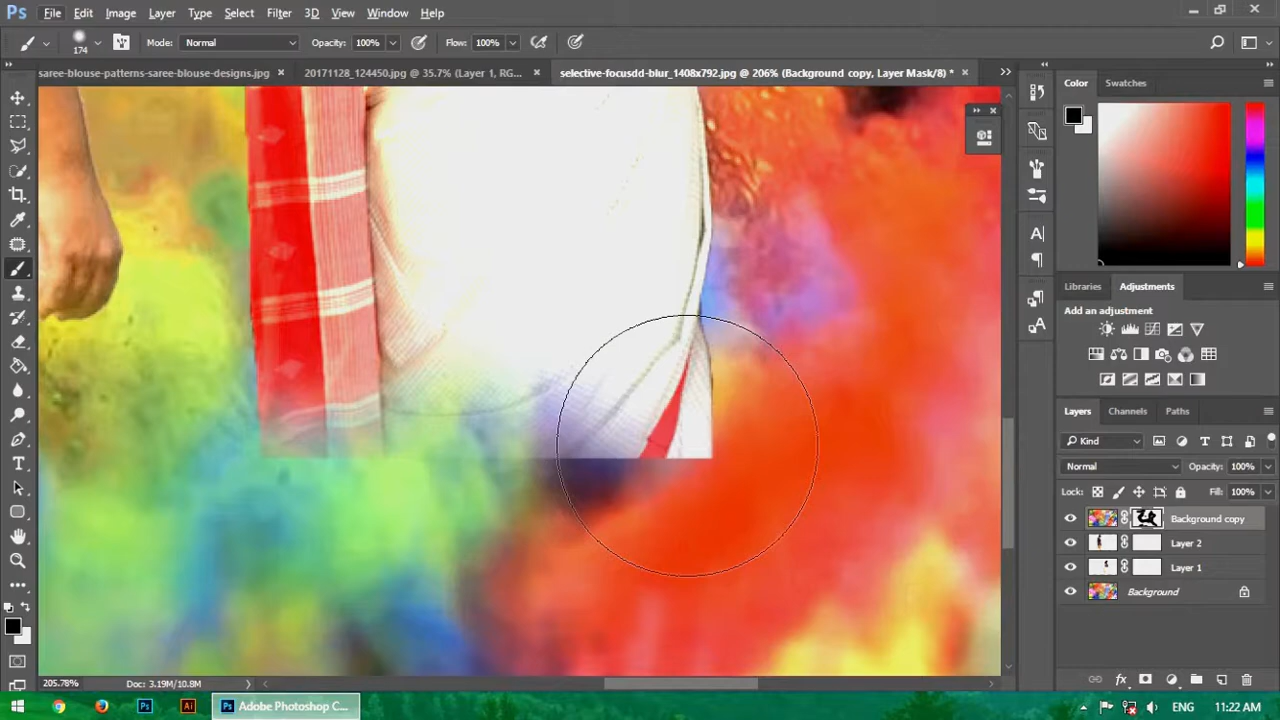 Ps File Edit Image Layer Type Select Filter 3D View Window Help
174 Mode: Normal Opacity: 100% Flow: 100%
saree-blouse-patterns-saree-blouse-designs.jpg × 20171128_124450.jpg @ 35.7% (Layer 1, RG... × selective-focusdd-blur_1408x792.jpg @ 206% (Background copy, Layer Mask/8) * ×
Color Swatches
Libraries Adjustments
Add an adjustment
Layers Channels Paths
Kind
Normal Opacity: 100%
Lock: Fill: 100%
Background copy
Layer 2
Layer 1
Background
205.78% Doc: 3.19M/10.8M
Ps Ai Ps Adobe Photoshop C... ENG 11:22 AM